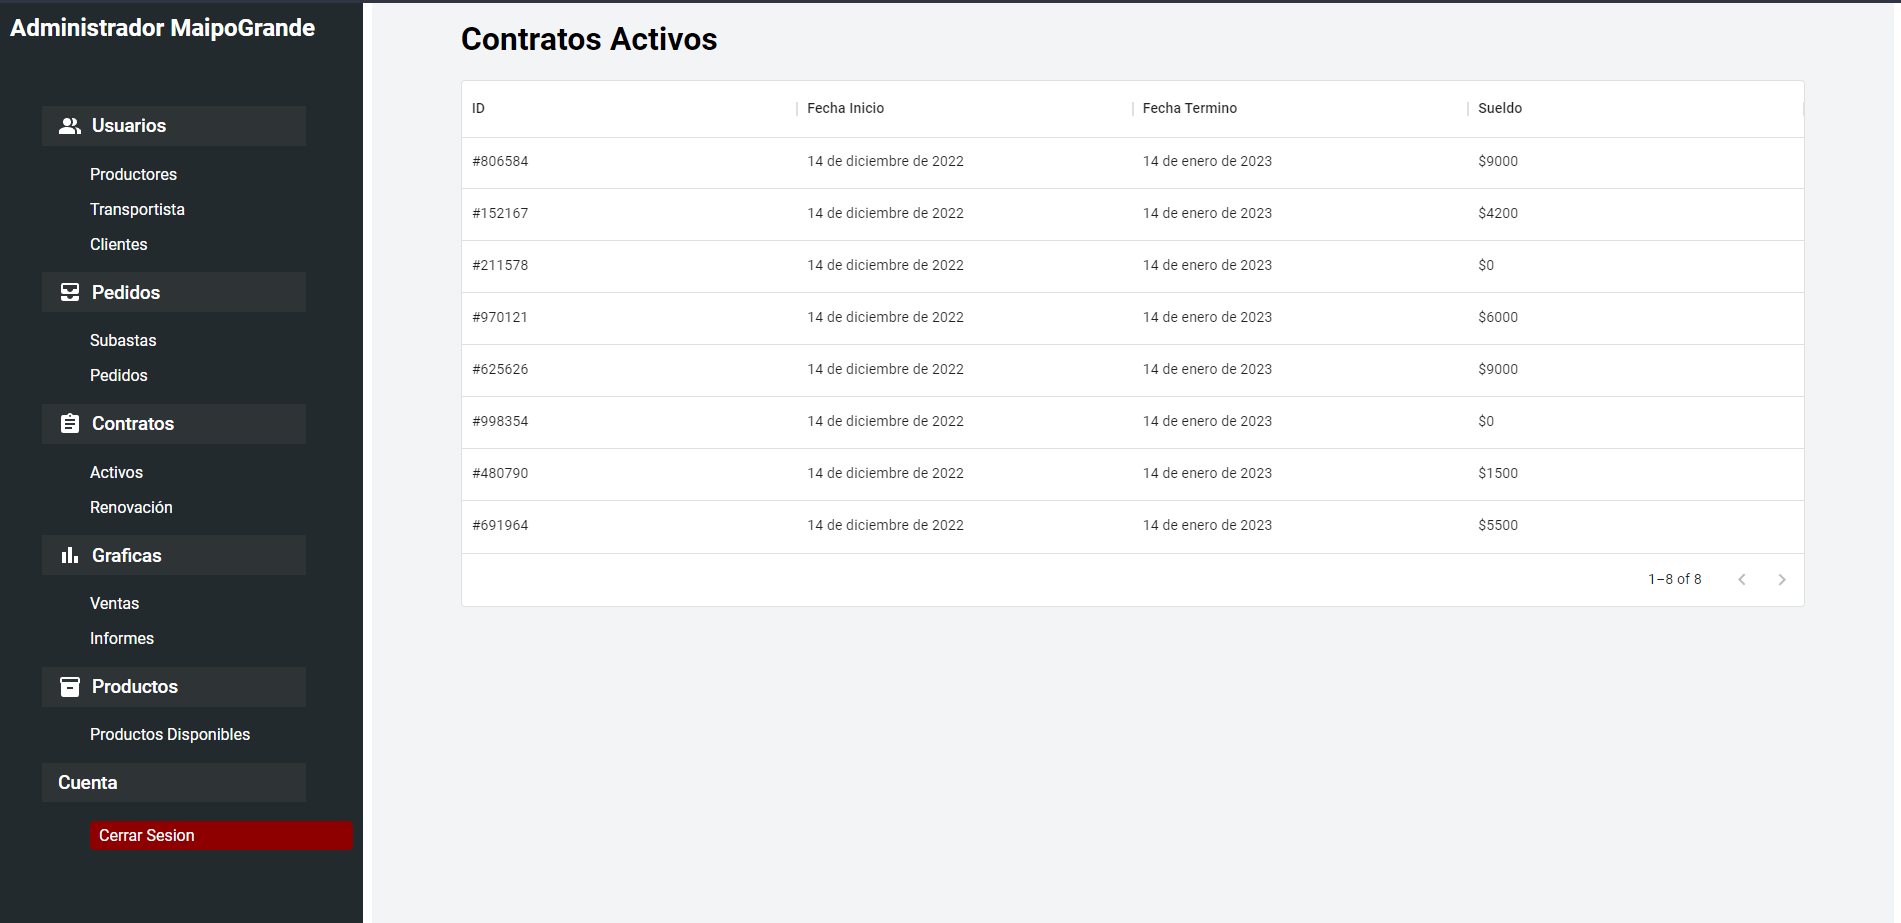 Administrador MaipoGrande
Usuarios
Productores
Transportista
Clientes
Pedidos
Subastas
Pedidos
Contratos
Activos
Renovación
Graficas
Ventas
Informes
Productos
Productos Disponibles
Cuenta
Cerrar Sesion
Contratos Activos
ID Fecha Inicio Fecha Termino Sueldo
#806584 14 de diciembre de 2022 14 de enero de 2023 $9000
#152167 14 de diciembre de 2022 14 de enero de 2023 $4200
#211578 14 de diciembre de 2022 14 de enero de 2023 $0
#970121 14 de diciembre de 2022 14 de enero de 2023 $6000
#625626 14 de diciembre de 2022 14 de enero de 2023 $9000
#998354 14 de diciembre de 2022 14 de enero de 2023 $0
#480790 14 de diciembre de 2022 14 de enero de 2023 $1500
#691964 14 de diciembre de 2022 14 de enero de 2023 $5500
1–8 of 8